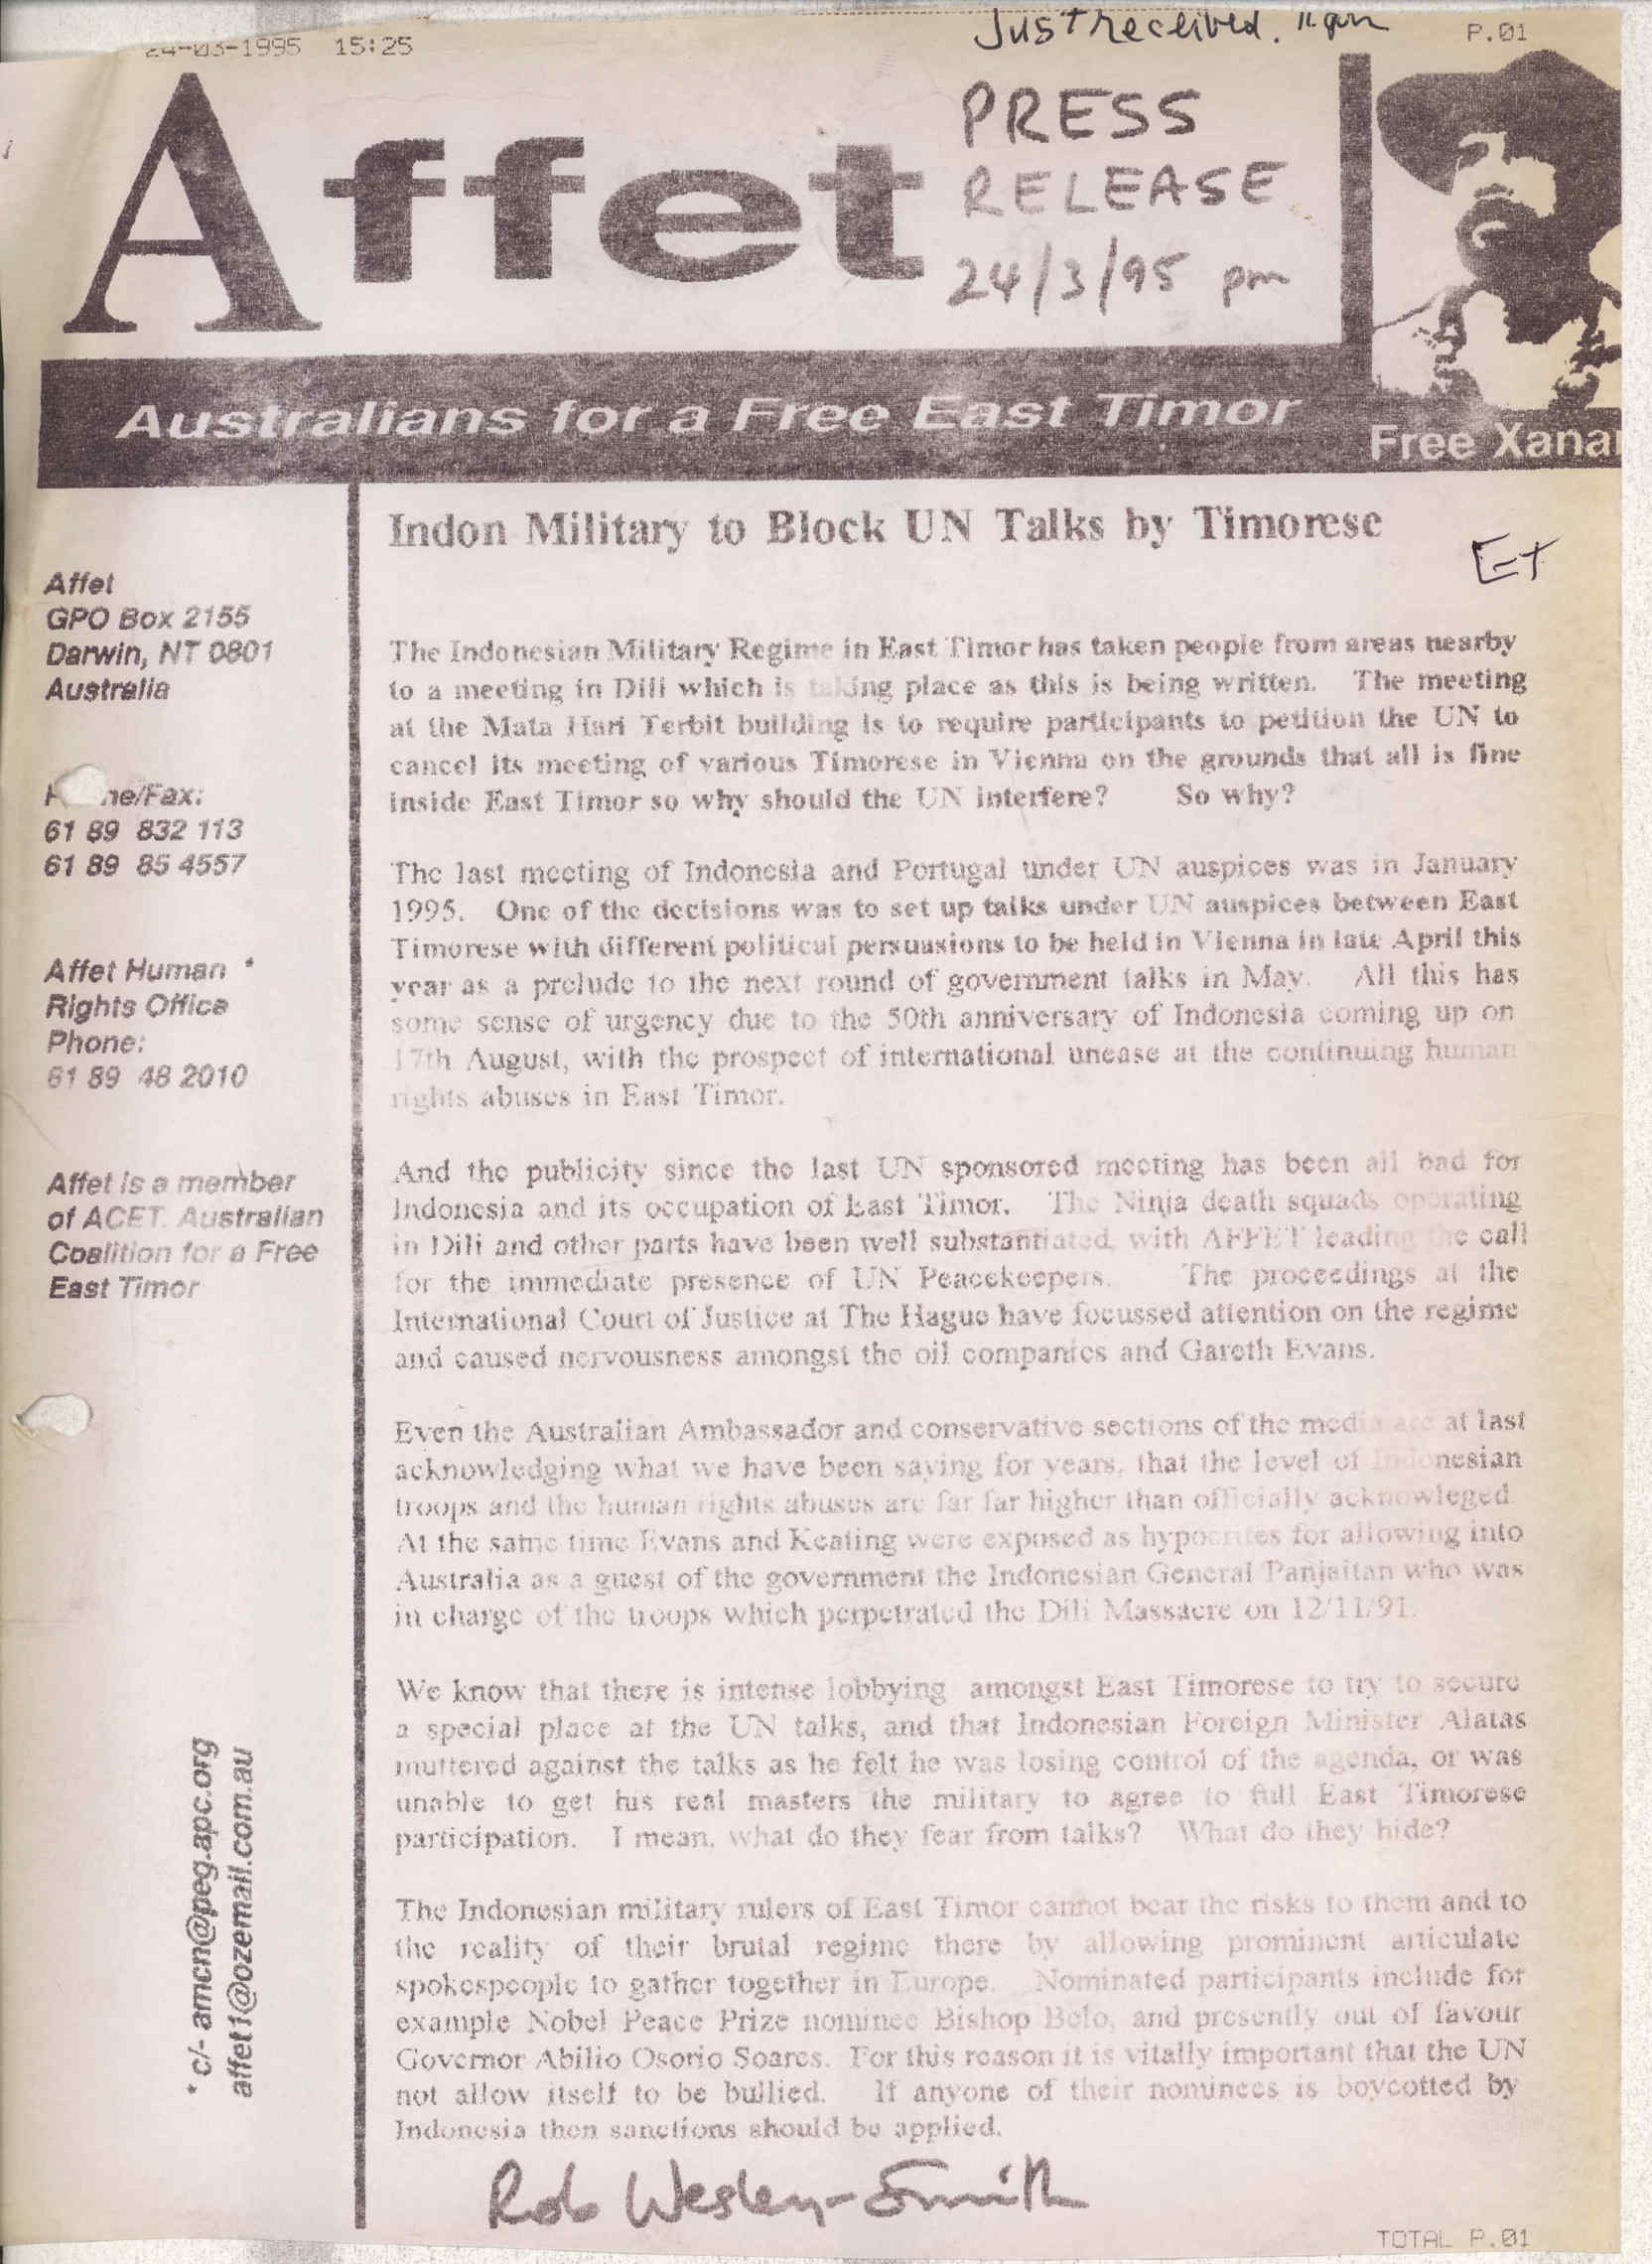 24-03-1995 15:25
Just received.
P.01
Affet
PRESS
RELEASE
24/3/95 pm
Australians for a Free East Timor
Free Xana
Indon Military to Block UN Talks by Timorese
ET
Affet
GPO Box 2155
Darwin, NT 0801
Australia
ne/Fax:
61 89 832 113
61 89 85 4557
Affet Human *
Rights Office
Phone:
61 89 48 2010
Affet is a member
of ACET. Australian
Coalition for a Free
East Timor
* c/- amcn@peg.apc.org
affet1@ozemail.com.au
The Indonesian Military Regime in East Timor has taken people from areas nearby
to a meeting in Dili which is taking place as this is being written. The meeting
at the Mata Hari Terbit building is to require participants to petition the UN to
cancel its meeting of various Timorese in Vienna on the grounds that all is fine
inside East Timor so why should the UN interfere? So why?
The last meeting of Indonesia and Portugal under UN auspices was in January
1995. One of the decisions was to set up talks under UN auspices between East
Timorese with different political persuasions to be held in Vienna in late April this
year as a prelude to the next round of government talks in May. All this has
some sense of urgency due to the 50th anniversary of Indonesia coming up on
17th August, with the prospect of international unease at the continuing human
rights abuses in East Timor.
And the publicity since the last UN sponsored meeting has been all bad for
Indonesia and its occupation of East Timor. The Ninja death squads operating
in Dili and other parts have been well substantiated, with AFFET leading the call
for the immediate presence of UN Peacekeepers. The proceedings at the
International Court of Justice at The Hague have focussed attention on the regime
and caused nervousness amongst the oil companies and Gareth Evans.
Even the Australian Ambassador and conservative sections of the media are at last
acknowledging what we have been saying for years, that the level of Indonesian
troops and the human rights abuses are far far higher than officially acknowleged.
At the same time Evans and Keating were exposed as hypocrites for allowing into
Australia as a guest of the government the Indonesian General Panjaitan who was
in charge of the troops which perpetrated the Dili Massacre on 12/11/91.
We know that there is intense lobbying amongst East Timorese to try to secure
a special place at the UN talks, and that Indonesian Foreign Minister Alatas
muttered against the talks as he felt he was losing control of the agenda, or was
unable to get his real masters the military to agree to full East Timorese
participation. I mean, what do they fear from talks? What do they hide?
The Indonesian military rulers of East Timor cannot bear the risks to them and to
the reality of their brutal regime there by allowing prominent articulate
spokespeople to gather together in Europe. Nominated participants include for
example Nobel Peace Prize nominee Bishop Belo, and presently out of favour
Governor Abilio Osorio Soares. For this reason it is vitally important that the UN
not allow itself to be bullied. If anyone of their nominees is boycotted by
Indonesia then sanctions should be applied.
Rob Wesley-Smith
TOTAL P.01